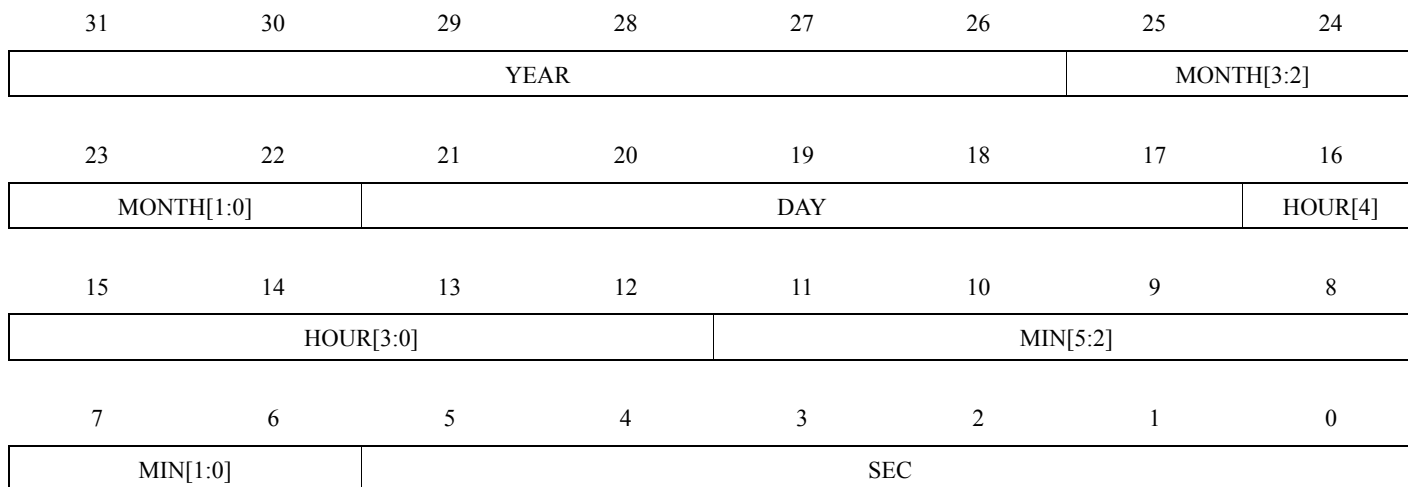 31 30 29 28 27 26 25 24
YEAR MONTH[3:2]
23 22 21 20 19 18 17 16
MONTH[1:0] DAY HOUR[4]
15 14 13 12 11 10 9 8
HOUR[3:0] MIN[5:2]
7 6 5 4 3 2 1 0
MIN[1:0] SEC